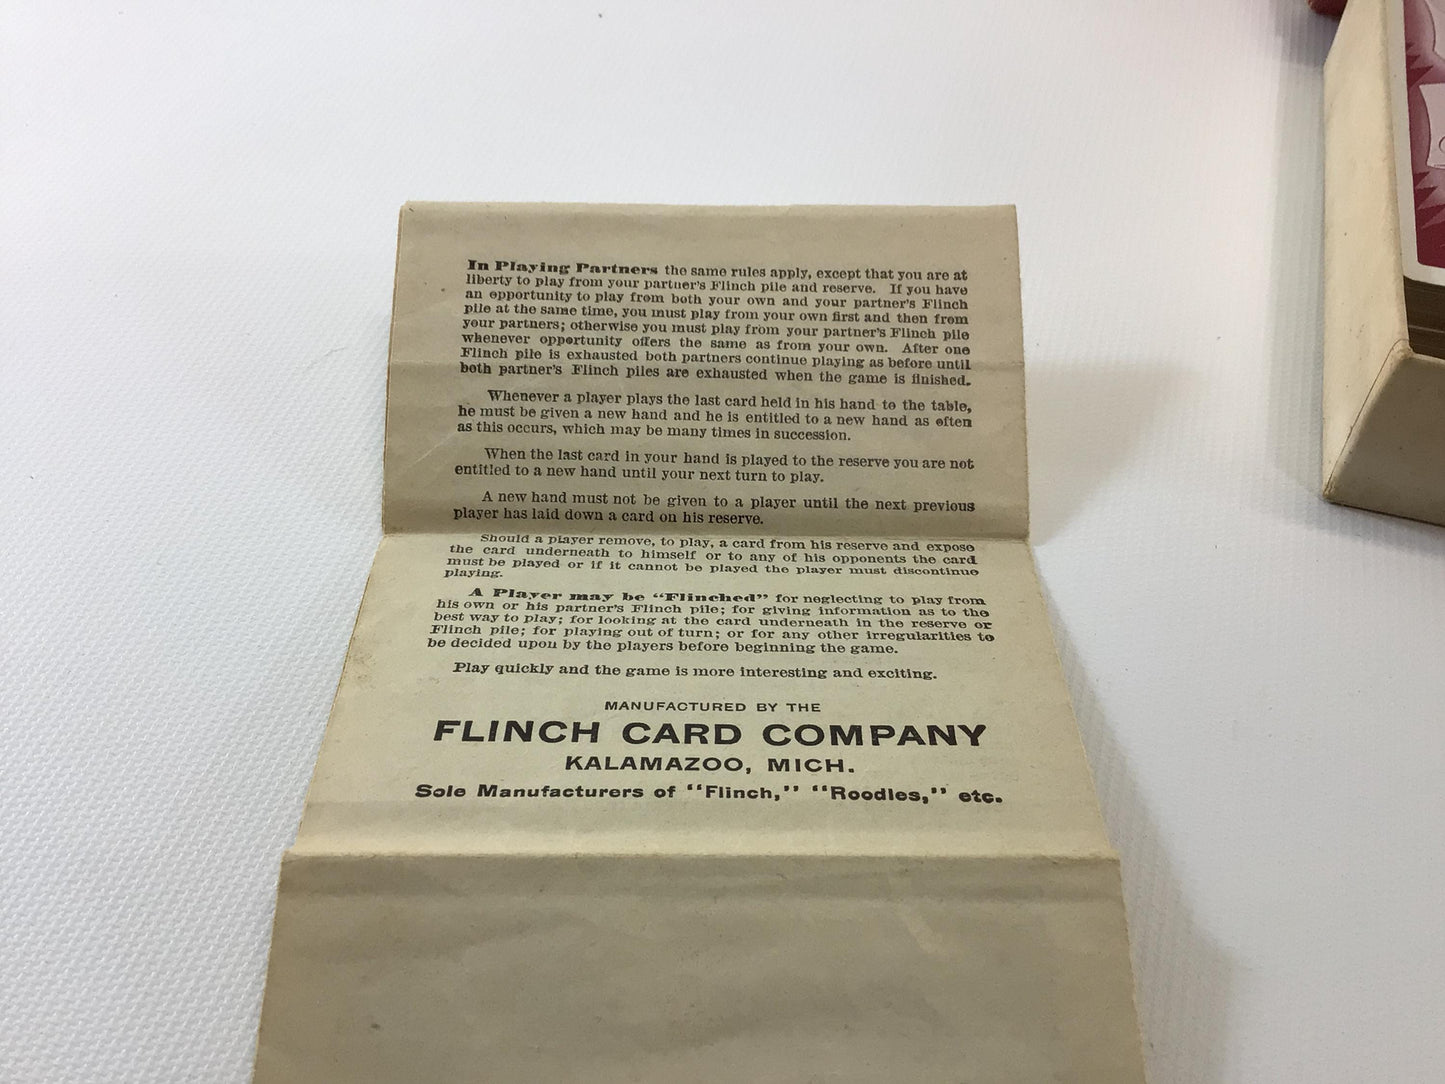 In Playing Partners the same rules apply, except that you are at
liberty to play from your partner's Flinch pile and reserve. If you have
an opportunity to play from both your own and your partner's Flinch
pile at the same time, you must play from your own first and then from
your partners; otherwise you must play from your partner's Flinch pile
whenever opportunity offers the same as from your own. After one
Flinch pile is exhausted both partners continue playing as before until
both partner's Flinch piles are exhausted when the game is finished.
Whenever a player plays the last card held in his hand to the table,
he must be given a new hand and he is entitled to a new hand as often
as this occurs, which may be many times in succession.
When the last card in your hand is played to the reserve you are not
entitled to a new hand until your next turn to play.
A new hand must not be given to a player until the next previous
player has laid down a card on his reserve.
Should a player remove, to play, a card from his reserve and expose
the card underneath to himself or to any of his opponents the card
must be played or if it cannot be played the player must discontinue
playing.
A Player may be "Flinched" for neglecting to play from
his own or his partner's Flinch pile; for giving information as to the
best way to play; for looking at the card underneath in the reserve or
Flinch pile; for playing out of turn; or for any other irregularities to
be decided upon by the players before beginning the game.
Play quickly and the game is more interesting and exciting.
MANUFACTURED BY THE
FLINCH CARD COMPANY
KALAMAZOO, MICH.
Sole Manufacturers of "Flinch," "Roodles," etc.